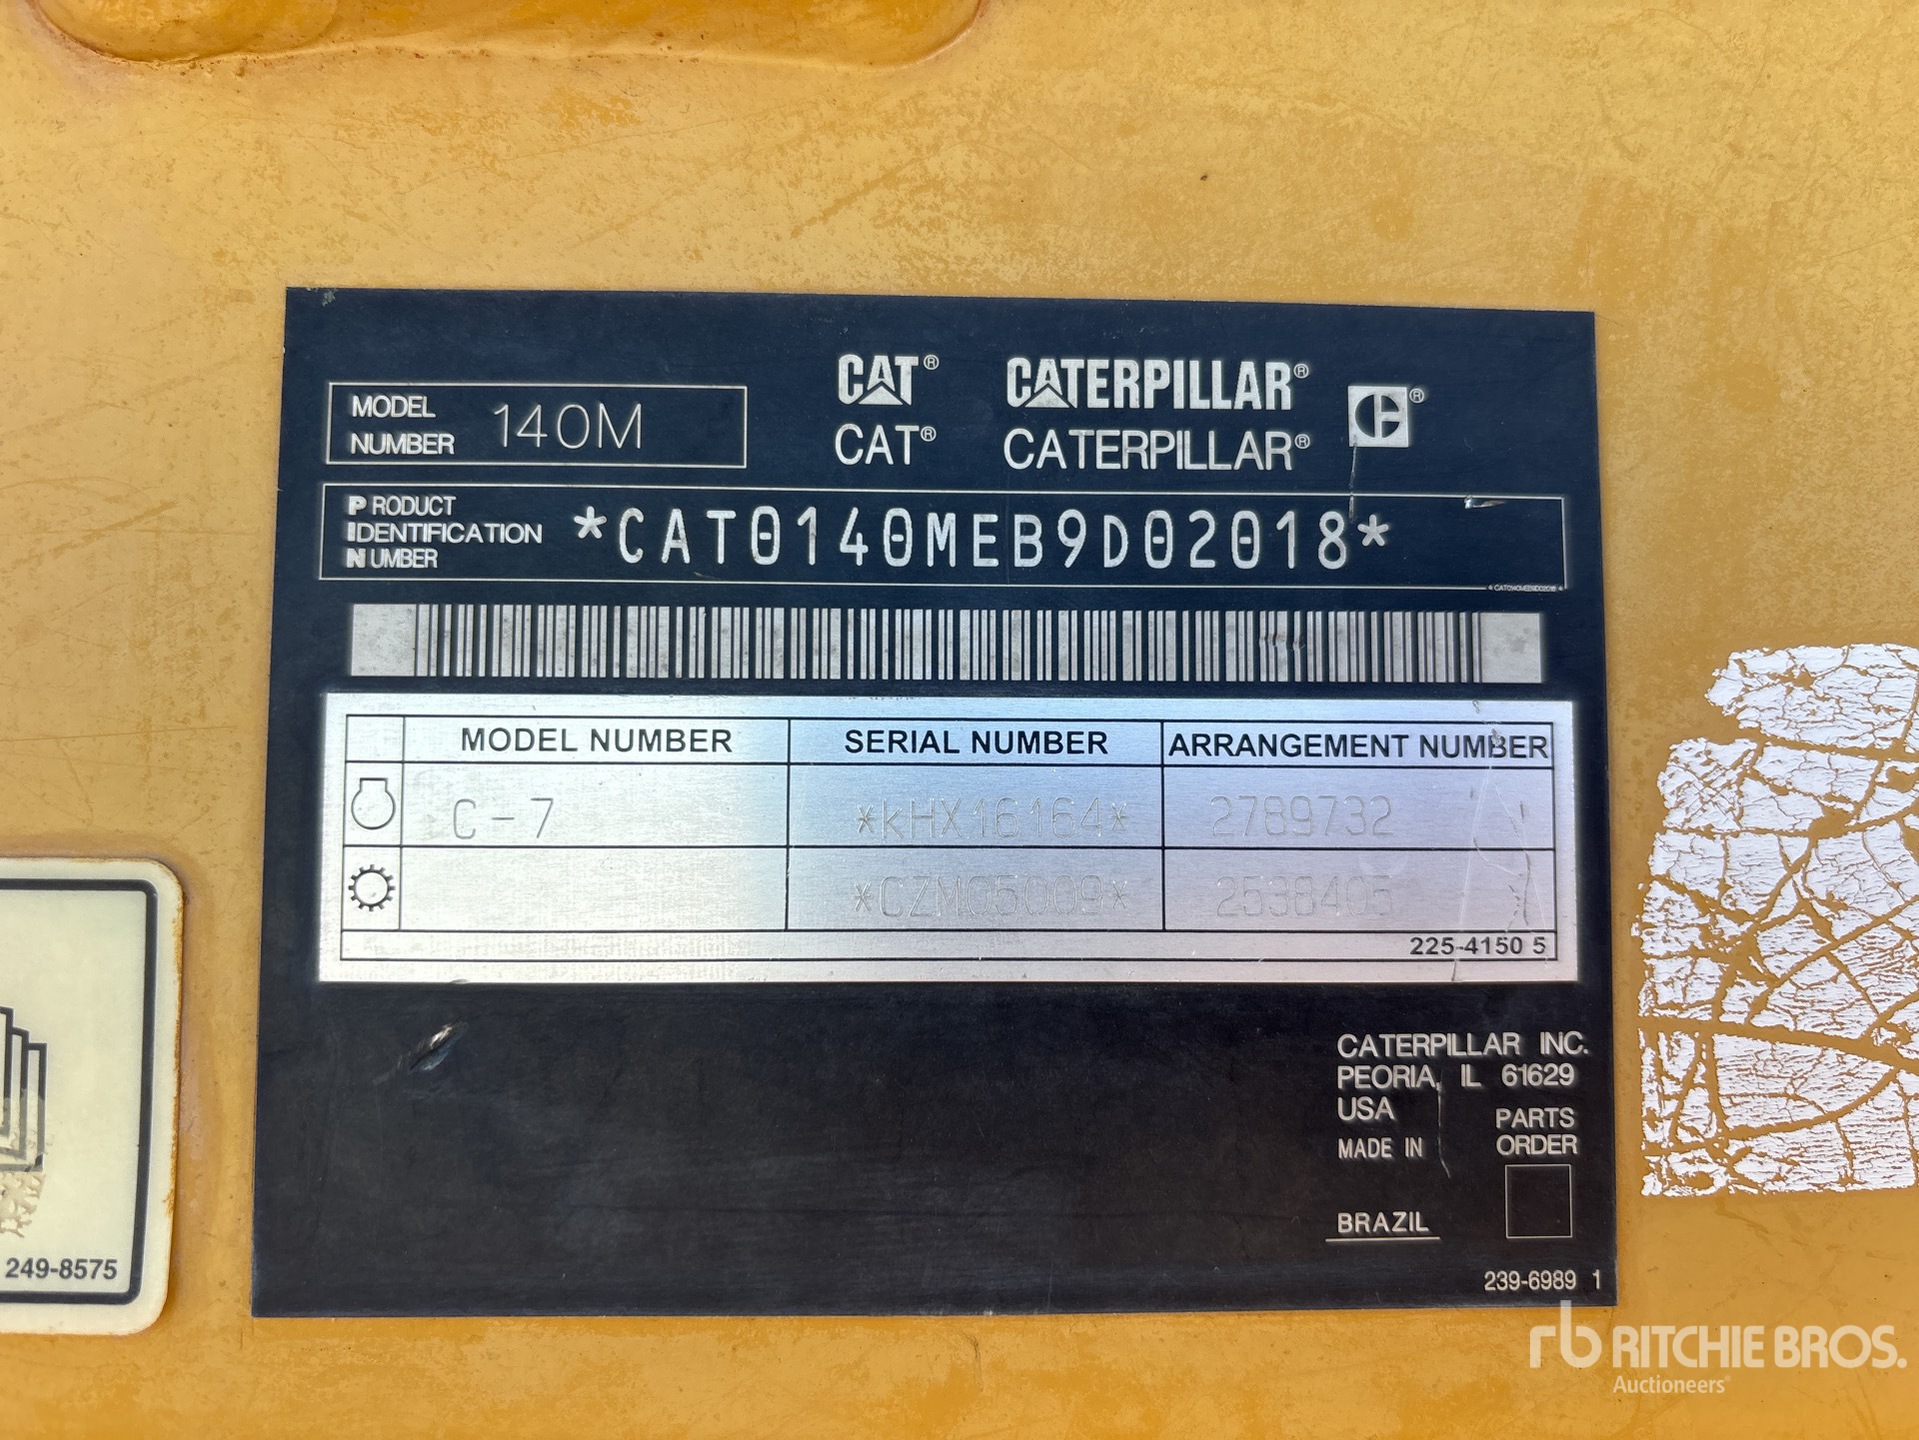 CAT® CATERPILLAR®
MODEL NUMBER 140M
CAT® CATERPILLAR®
PRODUCT IDENTIFICATION NUMBER *CAT0140MEB9D02018*
MODEL NUMBER SERIAL NUMBER ARRANGEMENT NUMBER
C-7 *kHX16164* 2789732
*CZM05009* 2538405
225-4150 5
CATERPILLAR INC.
PEORIA, IL 61629
USA
MADE IN
BRAZIL
PARTS
ORDER
239-6989 1
249-8575
rb RITCHIE BROS.
Auctioneers